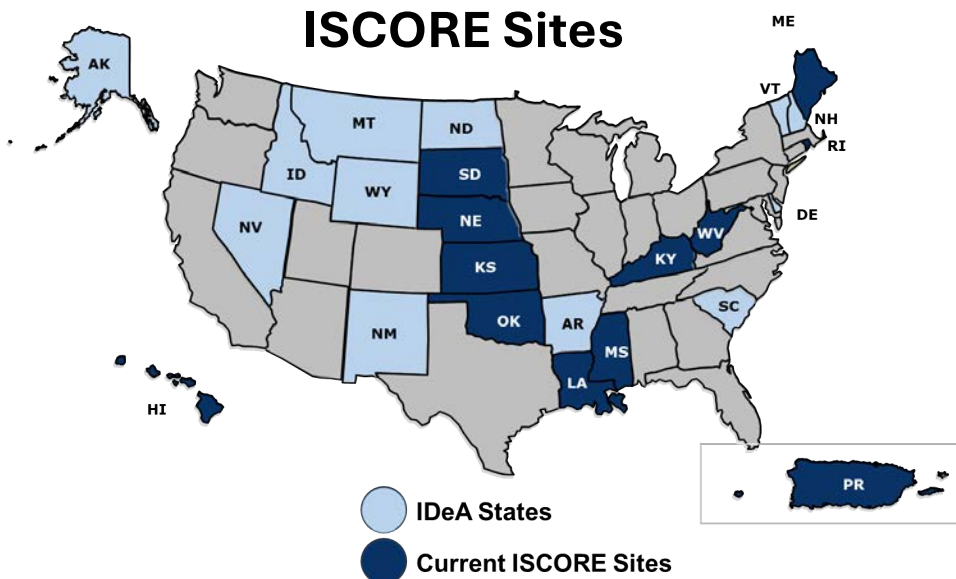 ISCORE Sites
ME
AK
VT
MT
ND
NH
RI
SD
ID
WY
DE
NE
NV
WV
KY
KS
SC
OK
AR
NM
MS
LA
HI
PR
IDeA States
Current ISCORE Sites